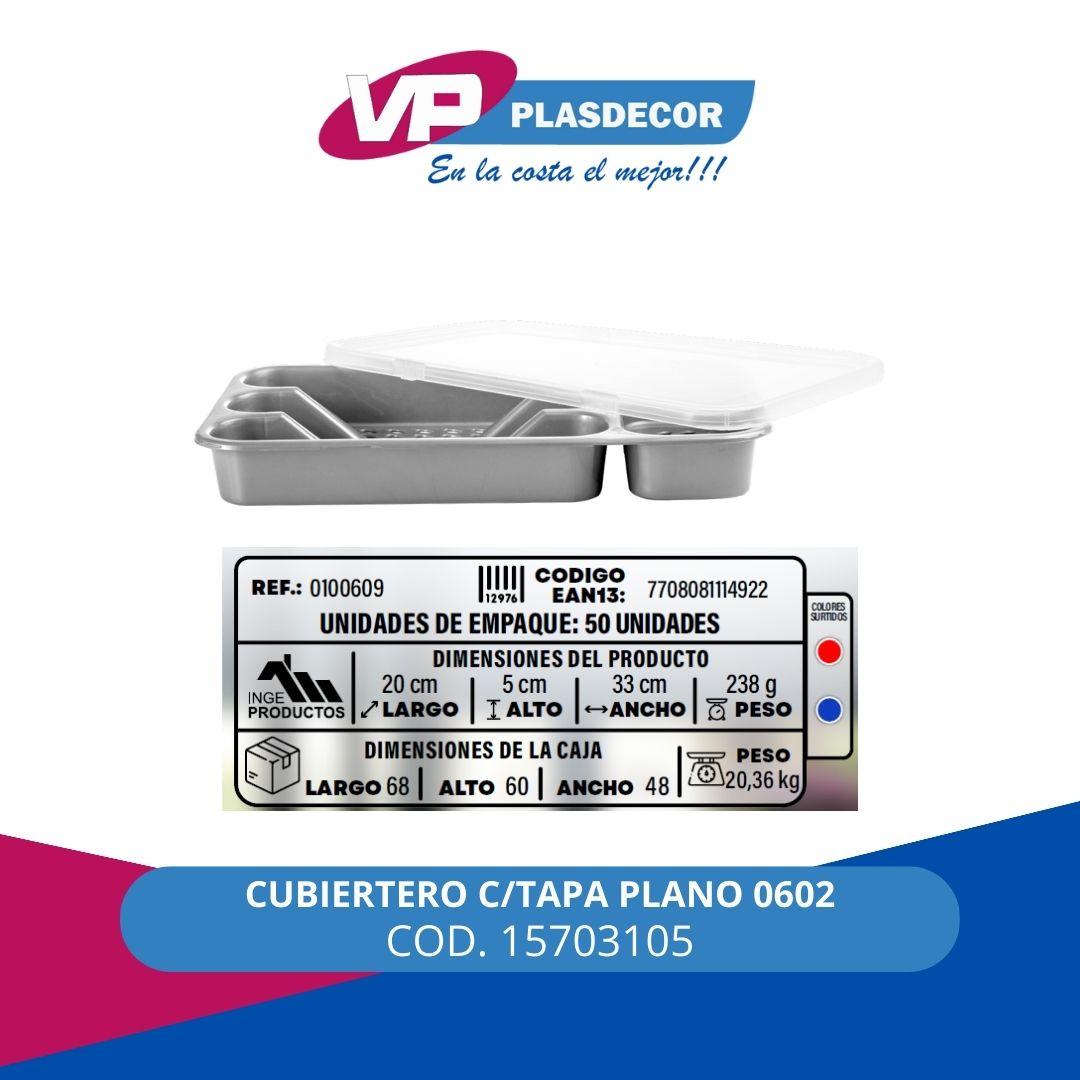 VP PLASDECOR
En la costa el mejor!!!
REF.: 0100609
12976
CODIGO EAN13: 7708081114922
UNIDADES DE EMPAQUE: 50 UNIDADES
COLORES
SURTIDOS
INGE
PRODUCTOS
DIMENSIONES DEL PRODUCTO
20 cm 5 cm 33 cm 238 g
LARGO ALTO ANCHO PESO
DIMENSIONES DE LA CAJA
LARGO 68 ALTO 60 ANCHO 48
PESO
20,36 kg
CUBIERTERO C/TAPA PLANO 0602
COD. 15703105